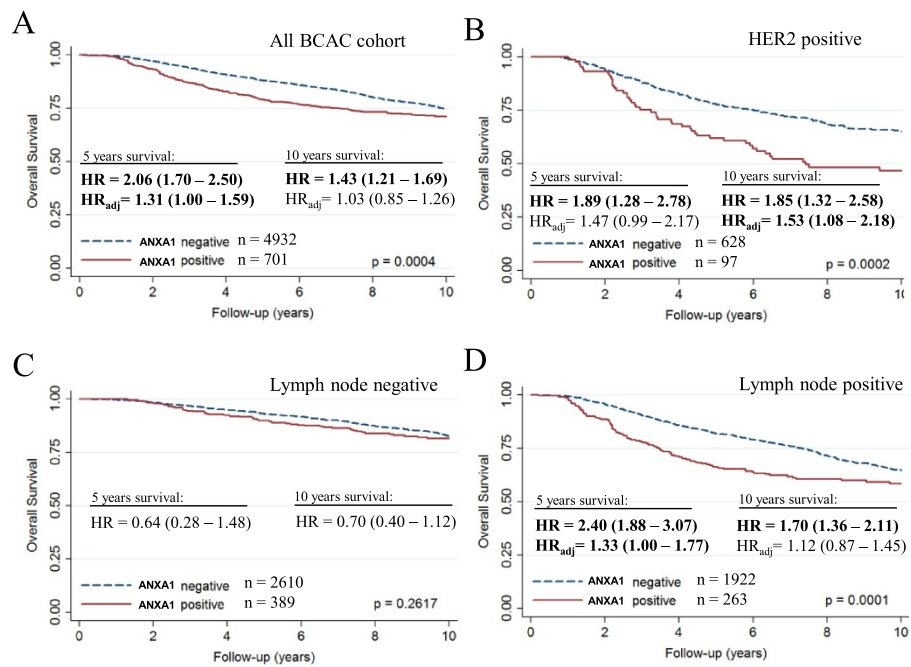 A
All BCAC cohort
Overall Survival
1.00
0.75
0.50
0.25
0.00
5 years survival:
HR = 2.06 (1.70 – 2.50)
HRadj= 1.31 (1.00 – 1.59)
10 years survival:
HR = 1.43 (1.21 – 1.69)
HRadj= 1.03 (0.85 – 1.26)
ANXA1 negative n = 4932
ANXA1 positive n = 701
p = 0.0004
0 2 4 6 8 10
Follow-up (years)
B
HER2 positive
Overall Survival
1.00
0.75
0.50
0.25
0.00
5 years survival:
HR = 1.89 (1.28 – 2.78)
HRadj= 1.47 (0.99 – 2.17)
10 years survival:
HR = 1.85 (1.32 – 2.58)
HRadj= 1.53 (1.08 – 2.18)
ANXA1 negative n = 628
ANXA1 positive n = 97
p = 0.0002
0 2 4 6 8 10
Follow-up (years)
C
Lymph node negative
Overall Survival
1.00
0.75
0.50
0.25
0.00
5 years survival:
HR = 0.64 (0.28 – 1.48)
10 years survival:
HR = 0.70 (0.40 – 1.12)
ANXA1 negative n = 2610
ANXA1 positive n = 389
p = 0.2617
0 2 4 6 8 10
Follow-up (years)
D
Lymph node positive
Overall Survival
1.00
0.75
0.50
0.25
0.00
5 years survival:
HR = 2.40 (1.88 – 3.07)
HRadj= 1.33 (1.00 – 1.77)
10 years survival:
HR = 1.70 (1.36 – 2.11)
HRadj= 1.12 (0.87 – 1.45)
ANXA1 negative n = 1922
ANXA1 positive n = 263
p = 0.0001
0 2 4 6 8 10
Follow-up (years)